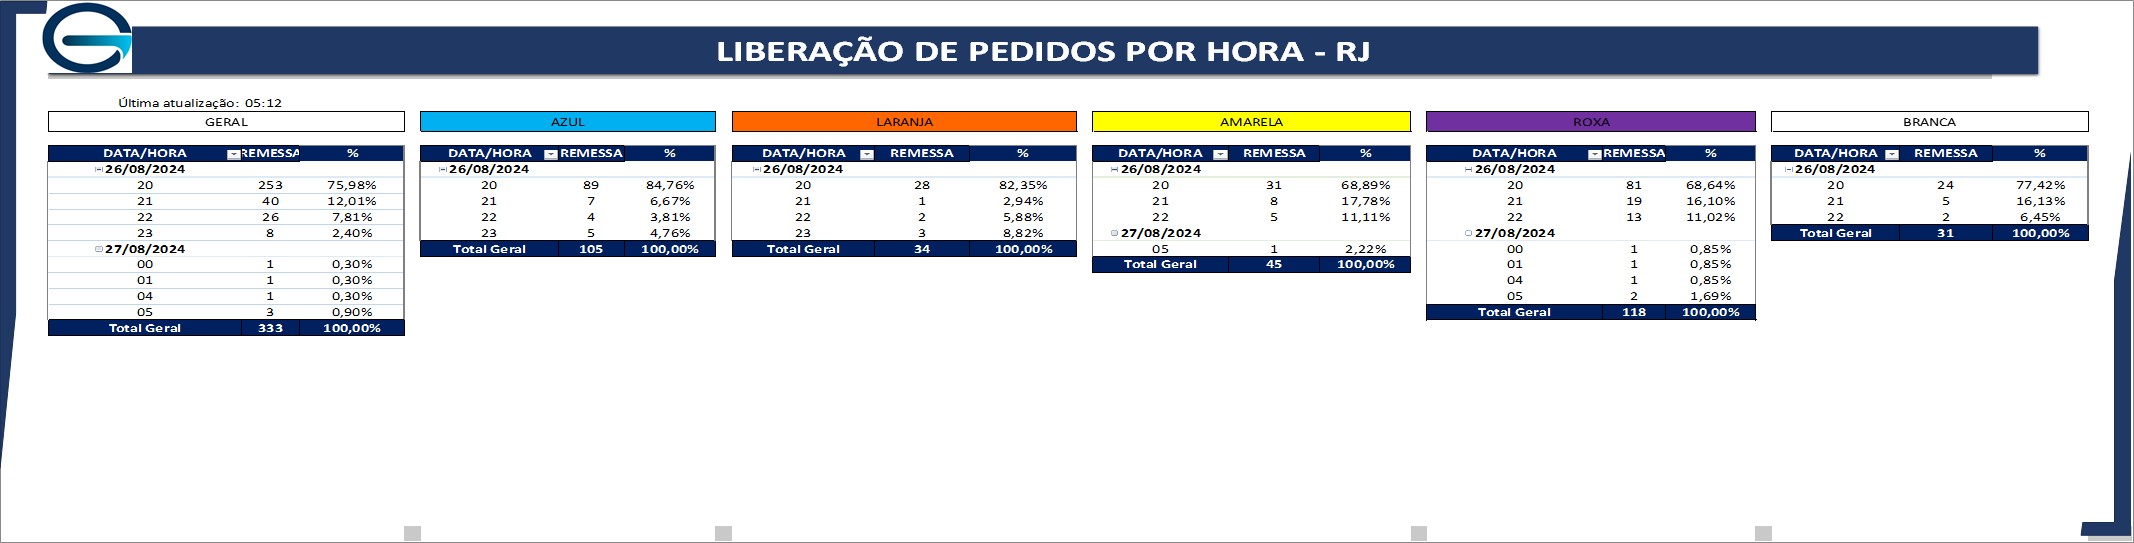 LIBERAÇÃO DE PEDIDOS POR HORA - RJ
Última atualização: 05:12
GERAL
DATA/HORA REMESSA %
26/08/2024
20 253 75,98%
21 40 12,01%
22 26 7,81%
23 8 2,40%
27/08/2024
00 1 0,30%
01 1 0,30%
04 1 0,30%
05 3 0,90%
Total Geral 333 100,00%
AZUL
DATA/HORA REMESSA %
26/08/2024
20 89 84,76%
21 7 6,67%
22 4 3,81%
23 5 4,76%
Total Geral 105 100,00%
LARANJA
DATA/HORA REMESSA %
26/08/2024
20 28 82,35%
21 1 2,94%
22 2 5,88%
23 3 8,82%
Total Geral 34 100,00%
AMARELA
DATA/HORA REMESSA %
26/08/2024
20 31 68,89%
21 8 17,78%
22 5 11,11%
27/08/2024
05 1 2,22%
Total Geral 45 100,00%
ROXA
DATA/HORA REMESSA %
26/08/2024
20 81 68,64%
21 19 16,10%
22 13 11,02%
27/08/2024
00 1 0,85%
01 1 0,85%
04 1 0,85%
05 2 1,69%
Total Geral 118 100,00%
BRANCA
DATA/HORA REMESSA %
26/08/2024
20 24 77,42%
21 5 16,13%
22 2 6,45%
Total Geral 31 100,00%